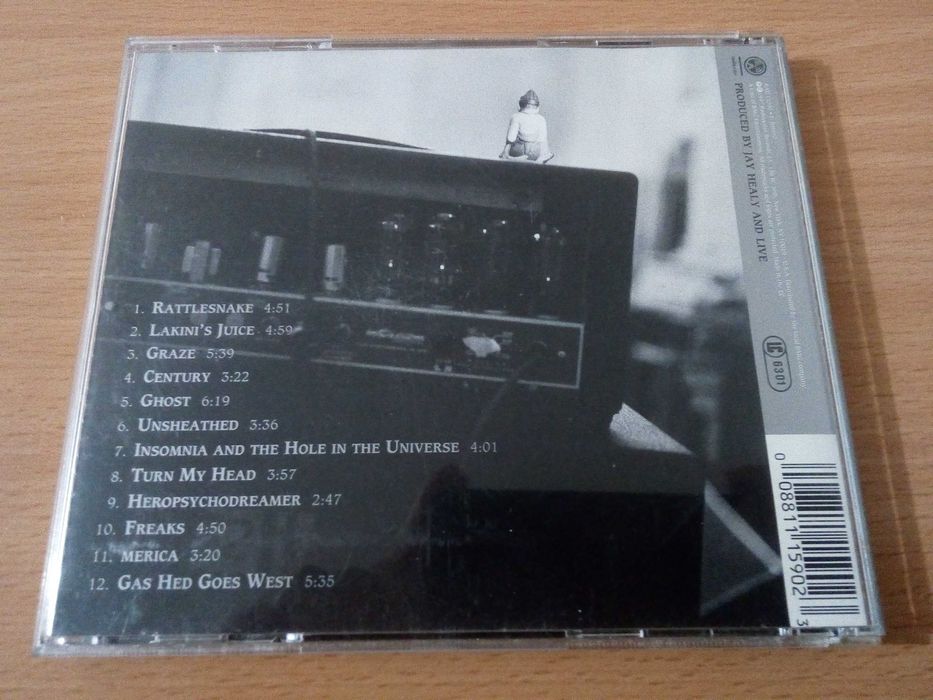 1. RATTLESNAKE 4:51
2. LAKINI'S JUICE 4:59
3. GRAZE 5:39
4. CENTURY 3:22
5. GHOST 6:19
6. UNSHEATHED 3:36
7. INSOMNIA AND THE HOLE IN THE UNIVERSE 4:01
8. TURN MY HEAD 3:57
9. HEROPSYCHODREAMER 2:47
10. FREAKS 4:50
11. MERICA 3:20
12. GAS HED GOES WEST 5:35
PRODUCED BY JAY HEALY AND LIVE
LC 6301
0 08811 15902 3